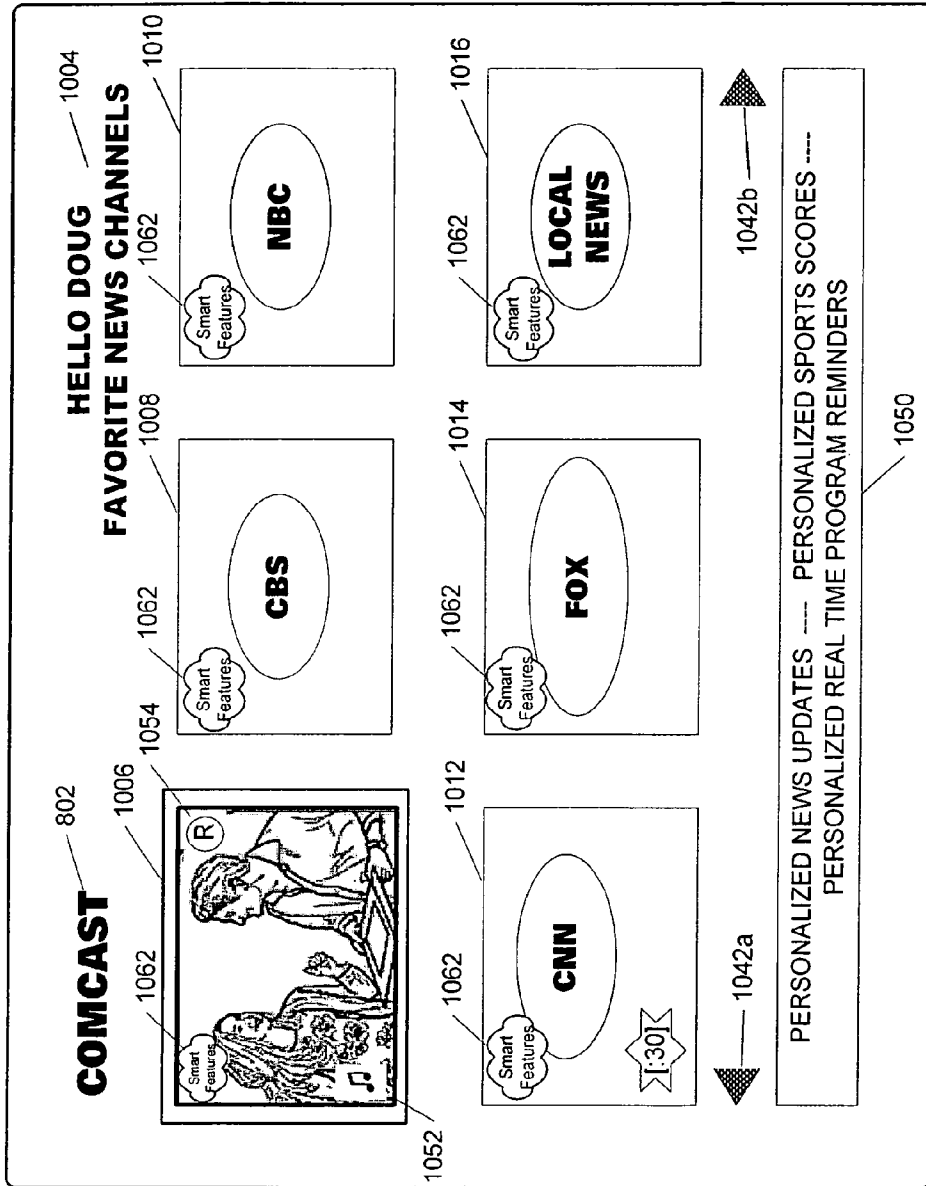 COMCAST
802
HELLO DOUG
1004
FAVORITE NEWS CHANNELS
1006
1062
1054
1062
1008
1062
1010
Smart
Features
R
Smart
Features
CBS
Smart
Features
NBC
1052
1062
1012
1062
1014
1062
1016
Smart
Features
CNN
[:30]
Smart
Features
FOX
Smart
Features
LOCAL
NEWS
1042a
1042b
PERSONALIZED NEWS UPDATES ---- PERSONALIZED SPORTS SCORES ----
PERSONALIZED REAL TIME PROGRAM REMINDERS
1050